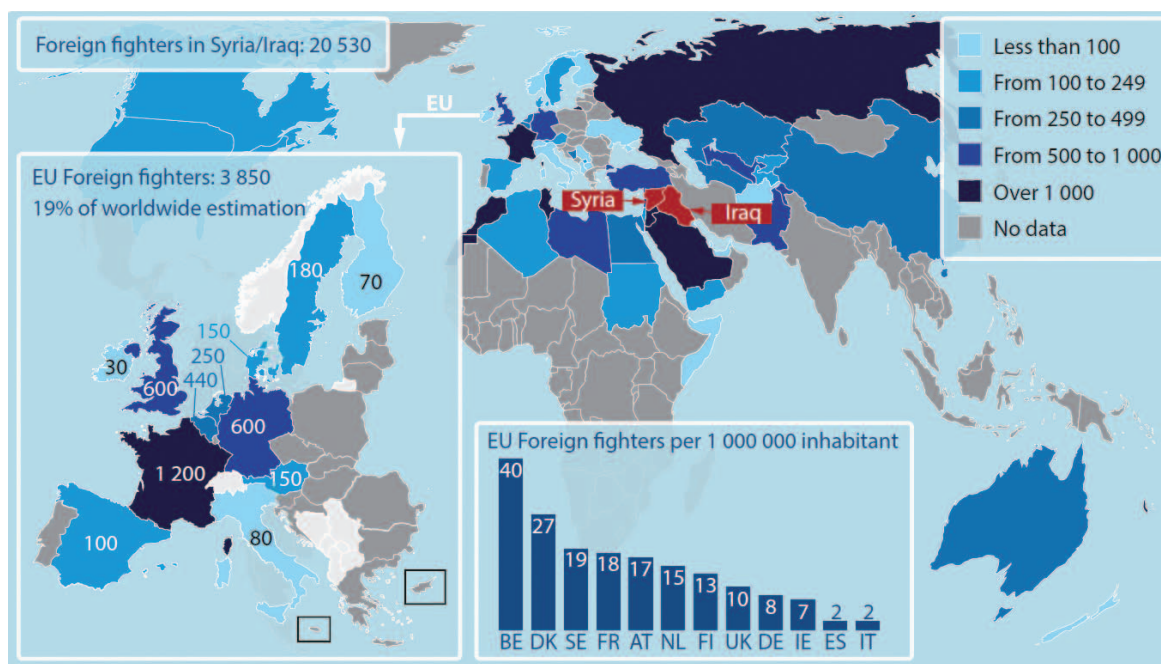 Foreign fighters in Syria/Iraq: 20 530
EU
Less than 100
From 100 to 249
From 250 to 499
From 500 to 1 000
Over 1 000
No data
Syria
Iraq
EU Foreign fighters: 3 850
19% of worldwide estimation
180
70
150
250
440
30
600
600
1 200
150
100
80
EU Foreign fighters per 1 000 000 inhabitant
40
27
19
18
17
15
13
10
8
7
2
2
BE DK SE FR AT NL FI UK DE IE ES IT